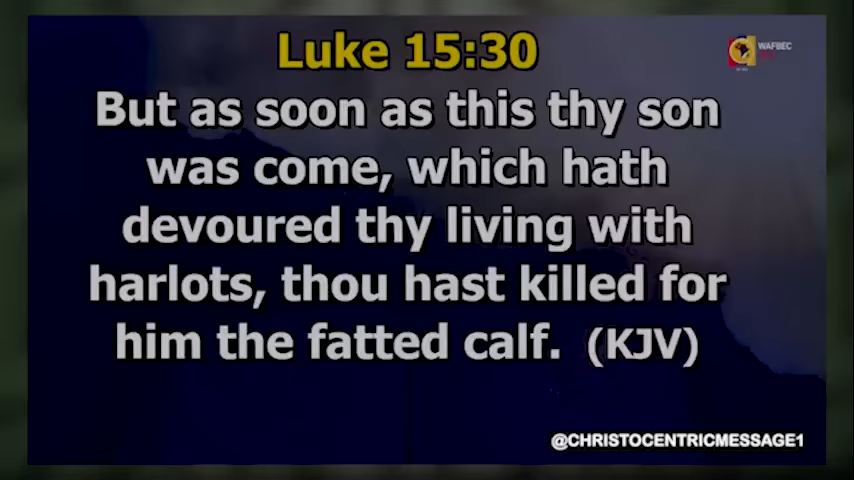 Luke 15:30
WAFBEC
But as soon as this thy son
was come, which hath
devoured thy living with
harlots, thou hast killed for
him the fatted calf. (KJV)
@CHRISTOCENTRICMESSAGE1